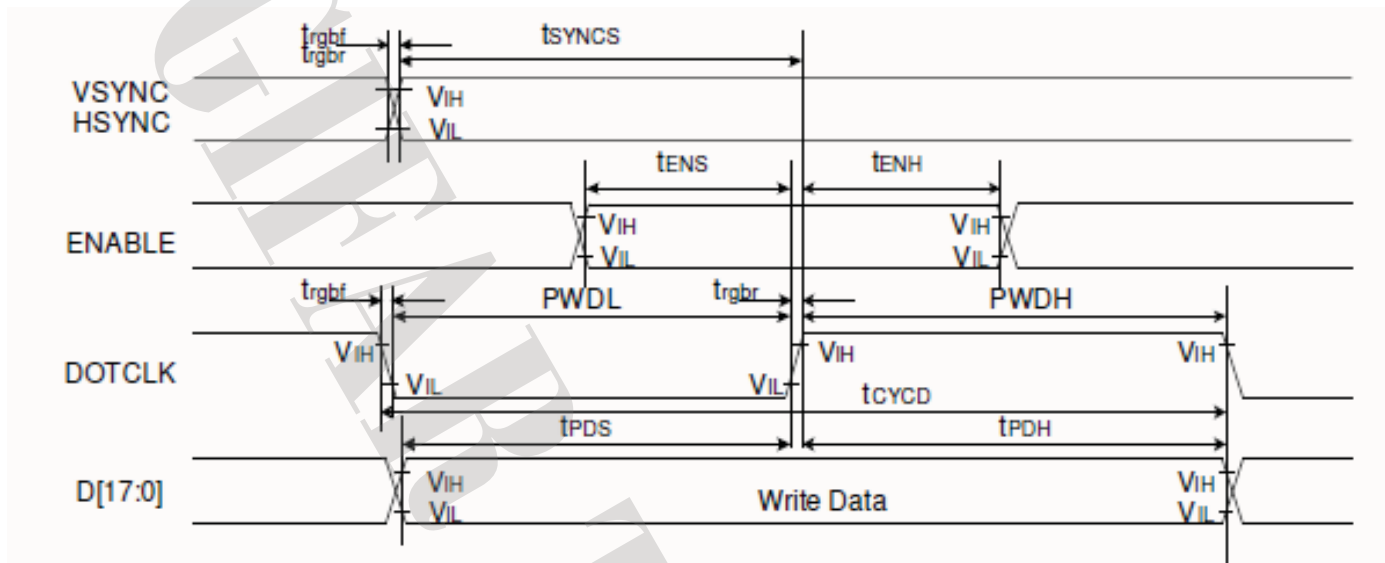 trgbf
trgbr
tSYNCS
VSYNC
HSYNC
VIH
VIL
tENS
tENH
ENABLE
VIH
VIH
VIL
VIL
trgbf
PWDL
trgbr
PWDH
DOTCLK
VIH
VIH
VIH
VIL
VIL
tCYCD
tPDS
tPDH
D[17:0]
VIH
VIH
VIL
Write Data
VIL